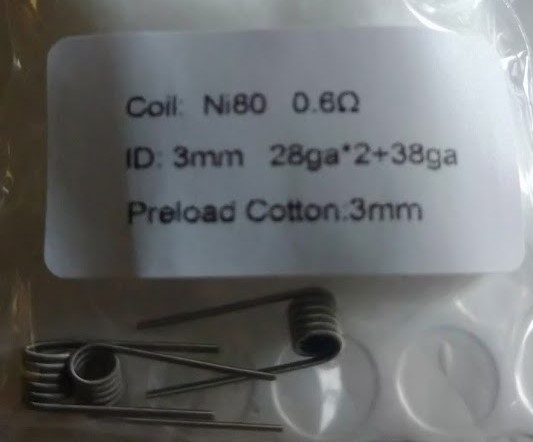 Coil: Ni80 0.6Ω
ID: 3mm 28ga*2+38ga
Preload Cotton:3mm